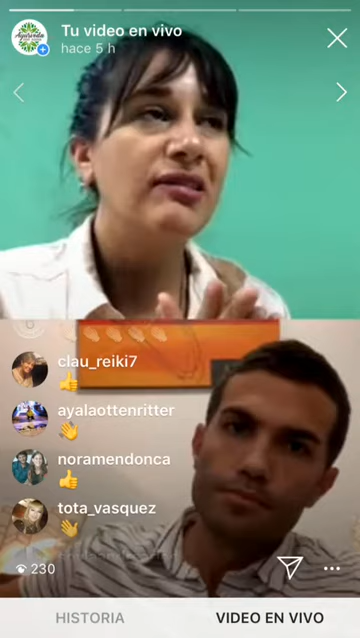 Tu video en vivo
hace 5 h
clau_reiki7
👍
ayalaottenritter
👋
noramendonca
👍
tota_vasquez
👋
230
HISTORIA
VIDEO EN VIVO